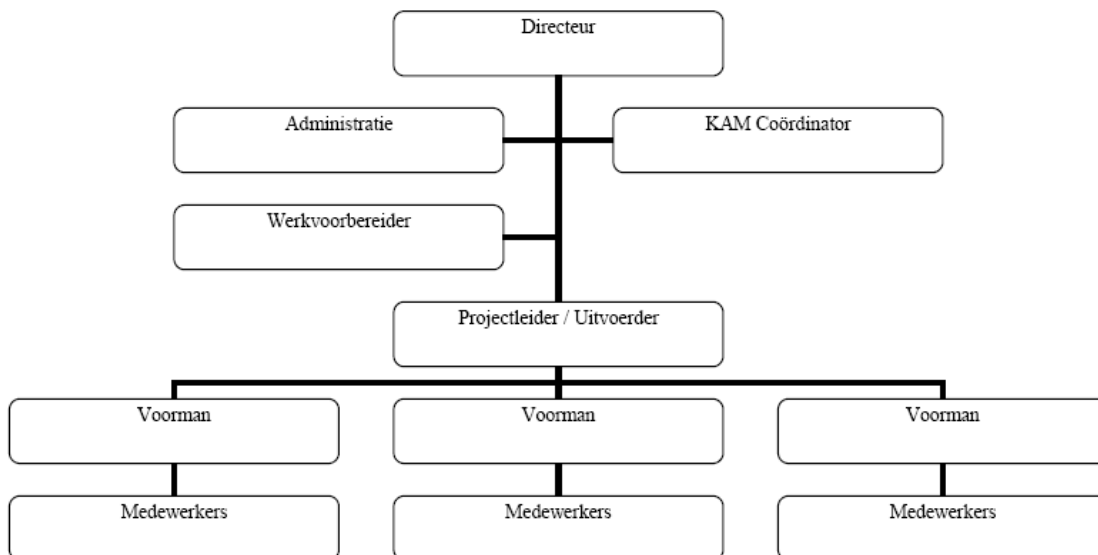 Directeur
Administratie
KAM Coördinator
Werkvoorbereider
Projectleider / Uitvoerder
Voorman
Voorman
Voorman
Medewerkers
Medewerkers
Medewerkers